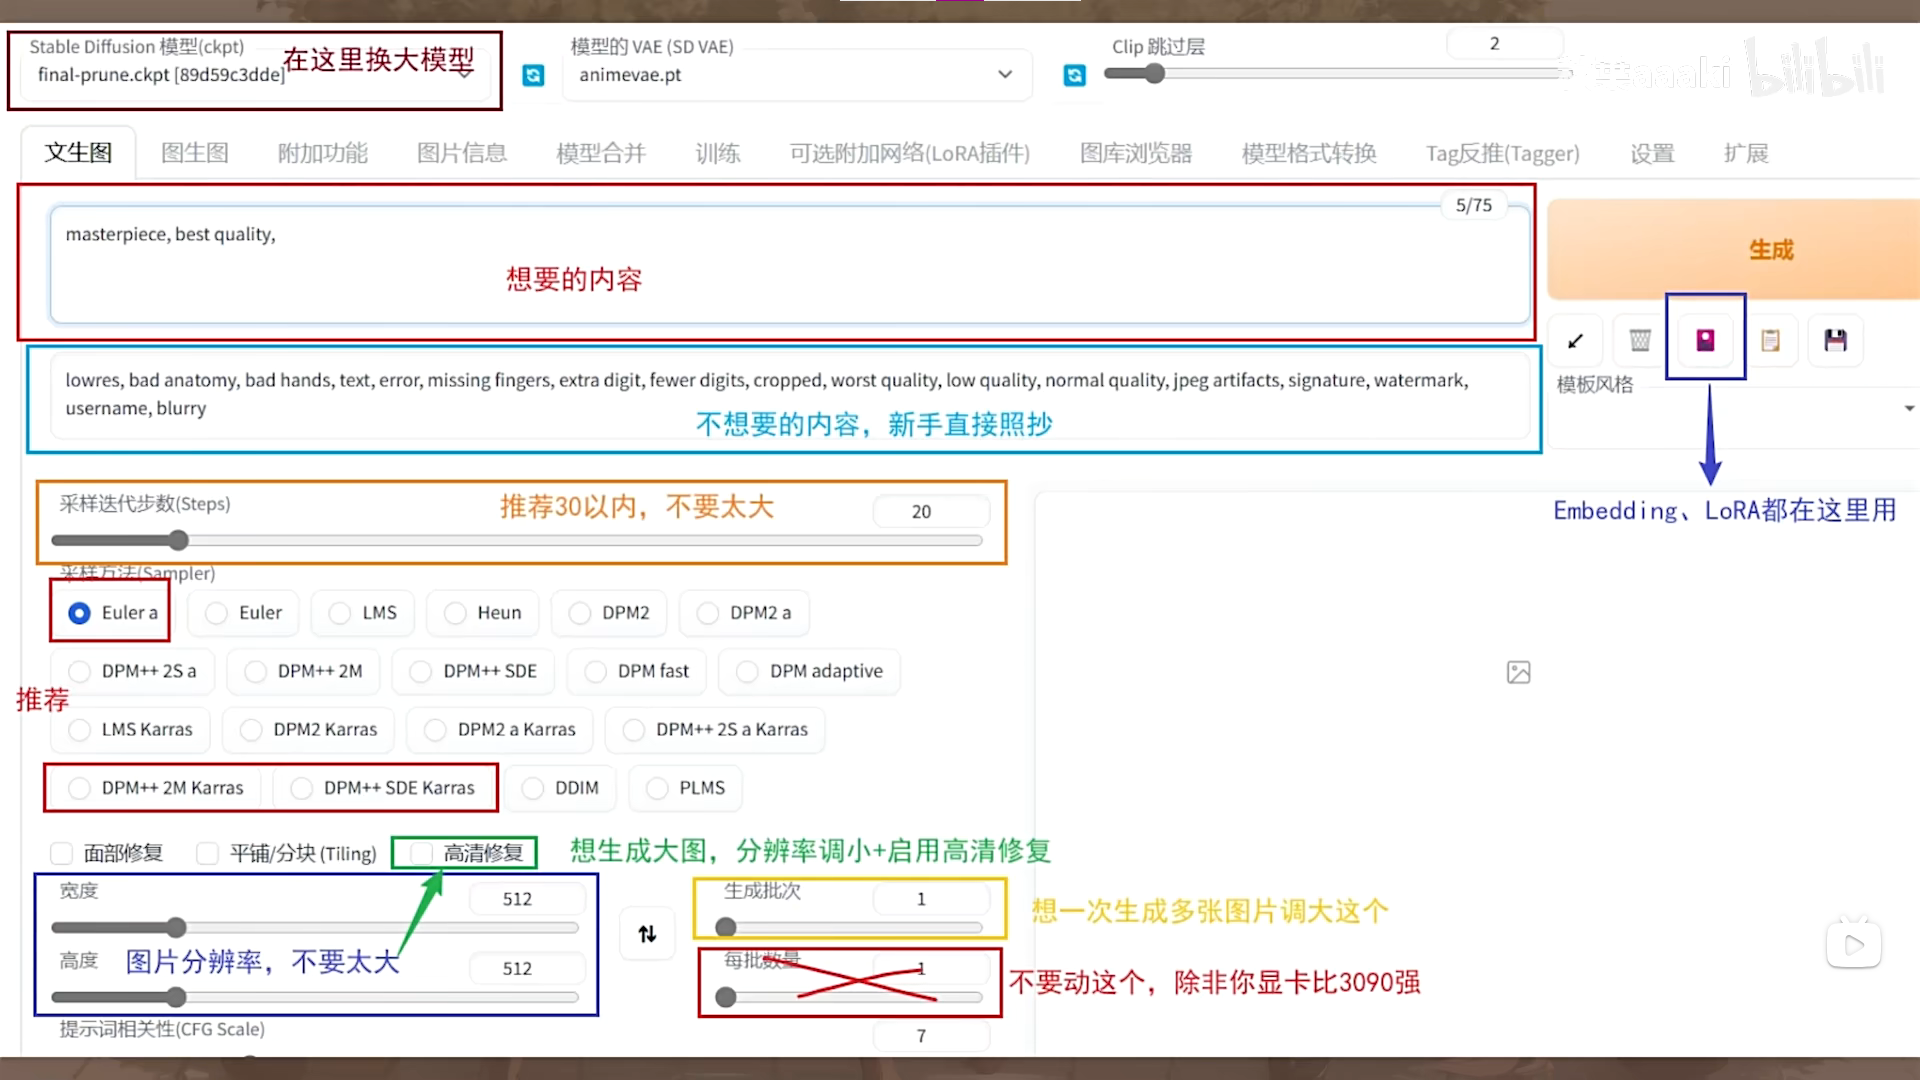 Stable Diffusion 模型(ckpt)
final-prune.ckpt [89d59c3dde]
在这里换大模型
模型的 VAE (SD VAE)
animevae.pt
Clip 跳过层
2
bilibili
文生图 图生图 附加功能 图片信息 模型合并 训练 可选附加网络(LoRA插件) 图库浏览器 模型格式转换 Tag反推(Tagger) 设置 扩展
5/75
masterpiece, best quality,
想要的内容
生成
lowres, bad anatomy, bad hands, text, error, missing fingers, extra digit, fewer digits, cropped, worst quality, low quality, normal quality, jpeg artifacts, signature, watermark,
username, blurry
不想要的内容，新手直接照抄
模板风格
Embedding、LoRA都在这里用
采样迭代步数(Steps)
推荐30以内，不要太大
20
采样方法(Sampler)
Euler a Euler LMS Heun DPM2 DPM2 a
DPM++ 2S a DPM++ 2M DPM++ SDE DPM fast DPM adaptive
推荐
LMS Karras DPM2 Karras DPM2 a Karras DPM++ 2S a Karras
DPM++ 2M Karras DPM++ SDE Karras DDIM PLMS
面部修复 平铺/分块 (Tiling) 高清修复
想生成大图，分辨率调小+启用高清修复
宽度
512
生成批次
1
想一次生成多张图片调大这个
高度
图片分辨率，不要太大
512
每批数量
1
不要动这个，除非你显卡比3090强
提示词相关性(CFG Scale)
7